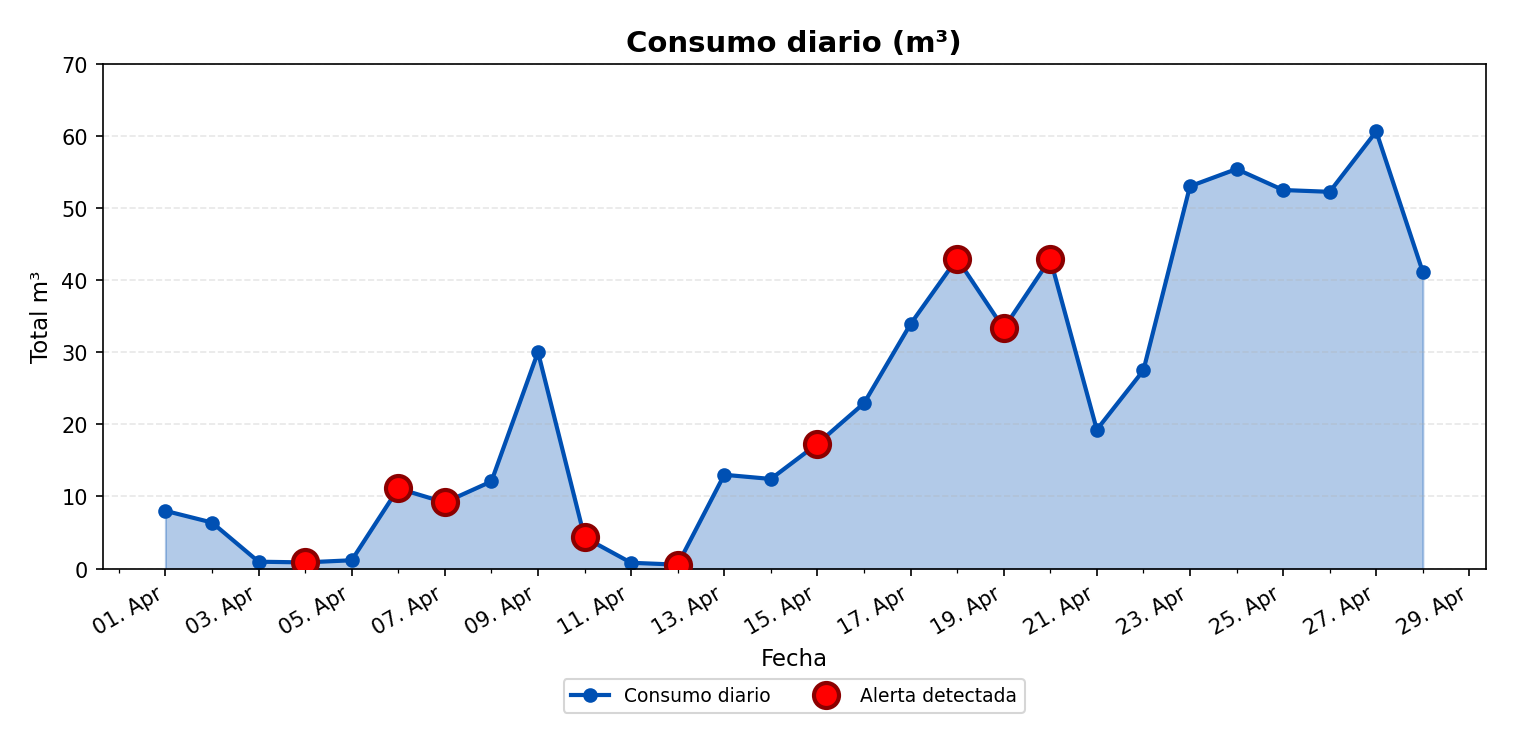 Consumo diario (m³)
70
60
50
40
30
20
10
0
Total m³
01. Apr
03. Apr
05. Apr
07. Apr
09. Apr
11. Apr
13. Apr
15. Apr
17. Apr
19. Apr
21. Apr
23. Apr
25. Apr
27. Apr
29. Apr
Fecha
Consumo diario
Alerta detectada